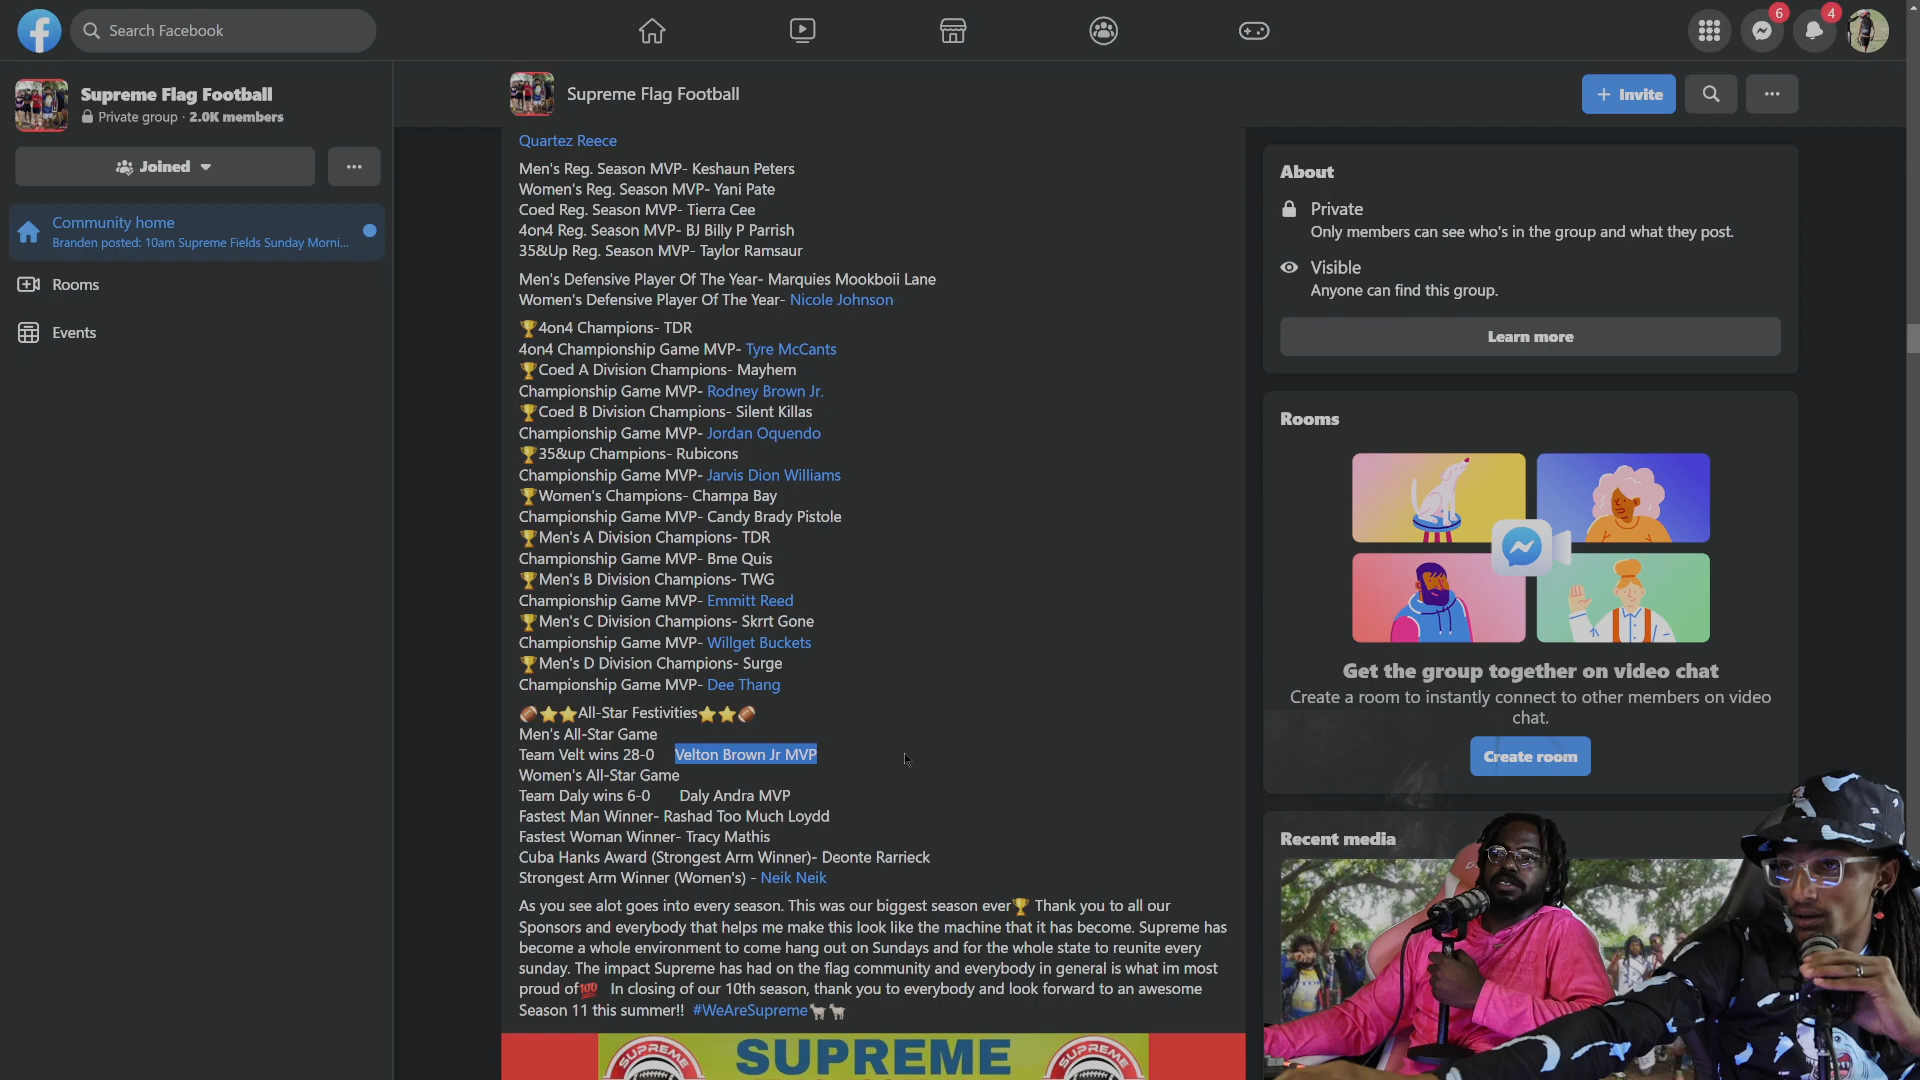 Search Facebook
6
4
Supreme Flag Football
Private group · 2.0K members
Joined
Community home
Branden posted: 10am Supreme Fields Sunday Morni...
Rooms
Events
Supreme Flag Football
+ Invite
Quartez Reece
Men's Reg. Season MVP- Keshaun Peters
Women's Reg. Season MVP- Yani Pate
Coed Reg. Season MVP- Tierra Cee
4on4 Reg. Season MVP- BJ Billy P Parrish
35&Up Reg. Season MVP- Taylor Ramsaur
Men's Defensive Player Of The Year- Marquies Mookboii Lane
Women's Defensive Player Of The Year- Nicole Johnson
🏆4on4 Champions- TDR
4on4 Championship Game MVP- Tyre McCants
🏆Coed A Division Champions- Mayhem
Championship Game MVP- Rodney Brown Jr.
🏆Coed B Division Champions- Silent Killas
Championship Game MVP- Jordan Oquendo
🏆35&up Champions- Rubicons
Championship Game MVP- Jarvis Dion Williams
🏆Women's Champions- Champa Bay
Championship Game MVP- Candy Brady Pistole
🏆Men's A Division Champions- TDR
Championship Game MVP- Bme Quis
🏆Men's B Division Champions- TWG
Championship Game MVP- Emmitt Reed
🏆Men's C Division Champions- Skrrt Gone
Championship Game MVP- Willget Buckets
🏆Men's D Division Champions- Surge
Championship Game MVP- Dee Thang
🏈⭐⭐All-Star Festivities⭐⭐🏈
Men's All-Star Game
Team Velt wins 28-0 Velton Brown Jr MVP
Women's All-Star Game
Team Daly wins 6-0 Daly Andra MVP
Fastest Man Winner- Rashad Too Much Loydd
Fastest Woman Winner- Tracy Mathis
Cuba Hanks Award (Strongest Arm Winner)- Deonte Rarrieck
Strongest Arm Winner (Women's) - Neik Neik
As you see alot goes into every season. This was our biggest season ever🏆 Thank you to all our
Sponsors and everybody that helps me make this look like the machine that it has become. Supreme has
become a whole environment to come hang out on Sundays and for the whole state to reunite every
sunday. The impact Supreme has had on the flag community and everybody in general is what im most
proud of💯 In closing of our 10th season, thank you to everybody and look forward to an awesome
Season 11 this summer!! #WeAreSupreme🐐🐐
SUPREME
SUPREME
SUPREME
About
Private
Only members can see who's in the group and what they post.
Visible
Anyone can find this group.
Learn more
Rooms
Get the group together on video chat
Create a room to instantly connect to other members on video
chat.
Create room
Recent media